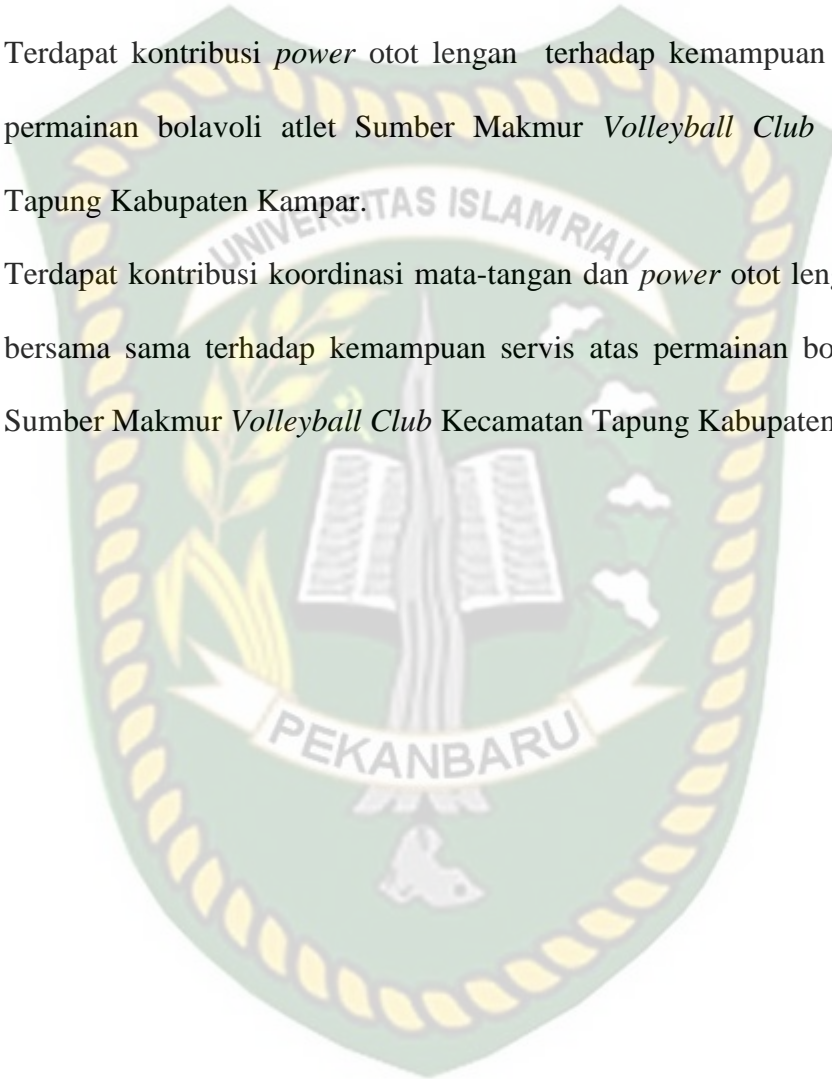 Terdapat kontribusi power otot lengan terhadap kemampuan
permainan bolavoli atlet Sumber Makmur Volleyball Club
Tapung Kabupaten Kampar.
UNIVERSITAS ISLAM RIAU
Terdapat kontribusi koordinasi mata-tangan dan power otot leng
bersama sama terhadap kemampuan servis atas permainan bo
Sumber Makmur Volleyball Club Kecamatan Tapung Kabupaten
PEKANBARU